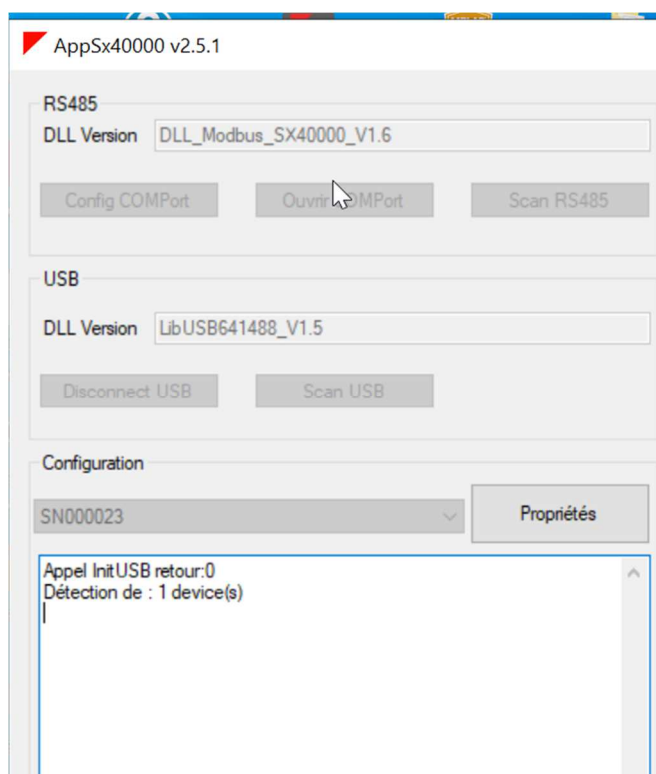 AppSx40000 v2.5.1
RS485
DLL Version DLL_Modbus_SX40000_V1.6
Config COMPort Ouvrir COMPort Scan RS485
USB
DLL Version LibUSB641488_V1.5
Disconnect USB Scan USB
Configuration
SN000023 Propriétés
Appel InitUSB retour:0
Détection de : 1 device(s)